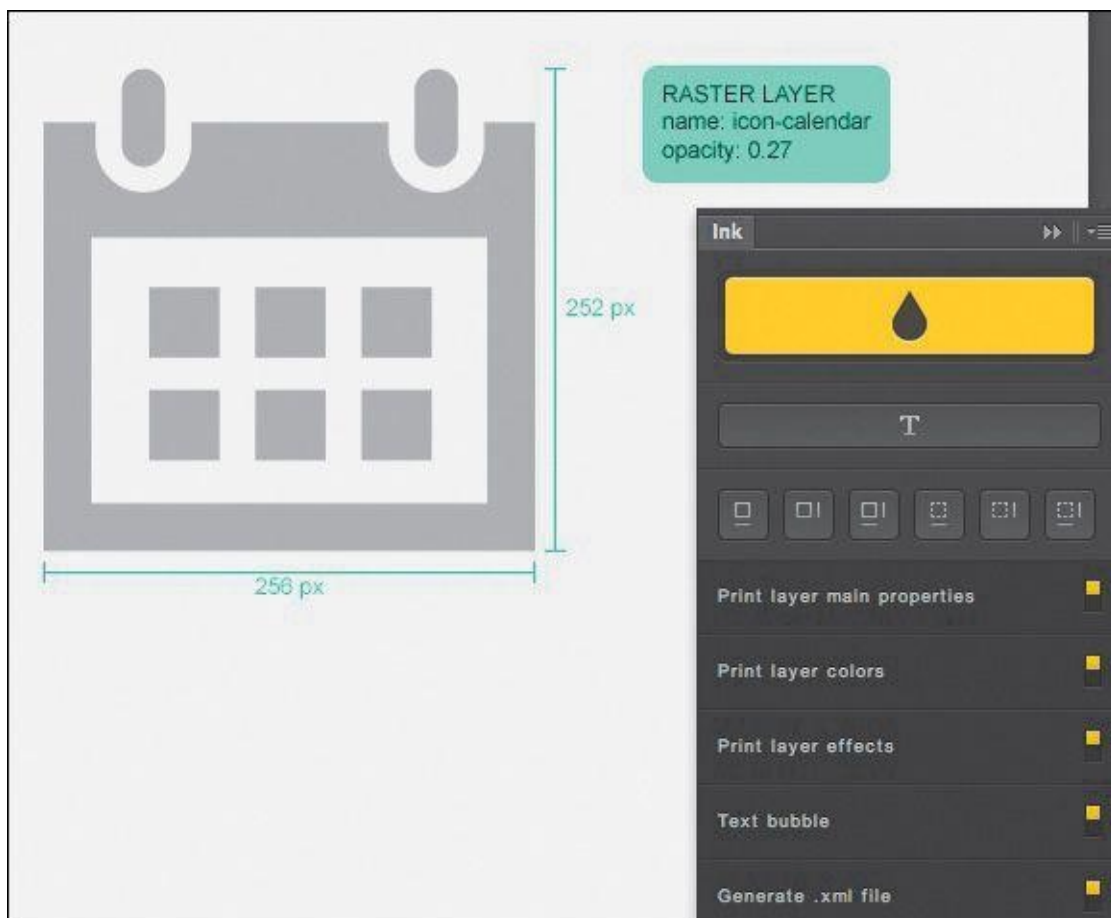 RASTER LAYER
name: icon-calendar
opacity: 0.27
252 px
256 px
Ink
T
Print layer main properties
Print layer colors
Print layer effects
Text bubble
Generate .xml file